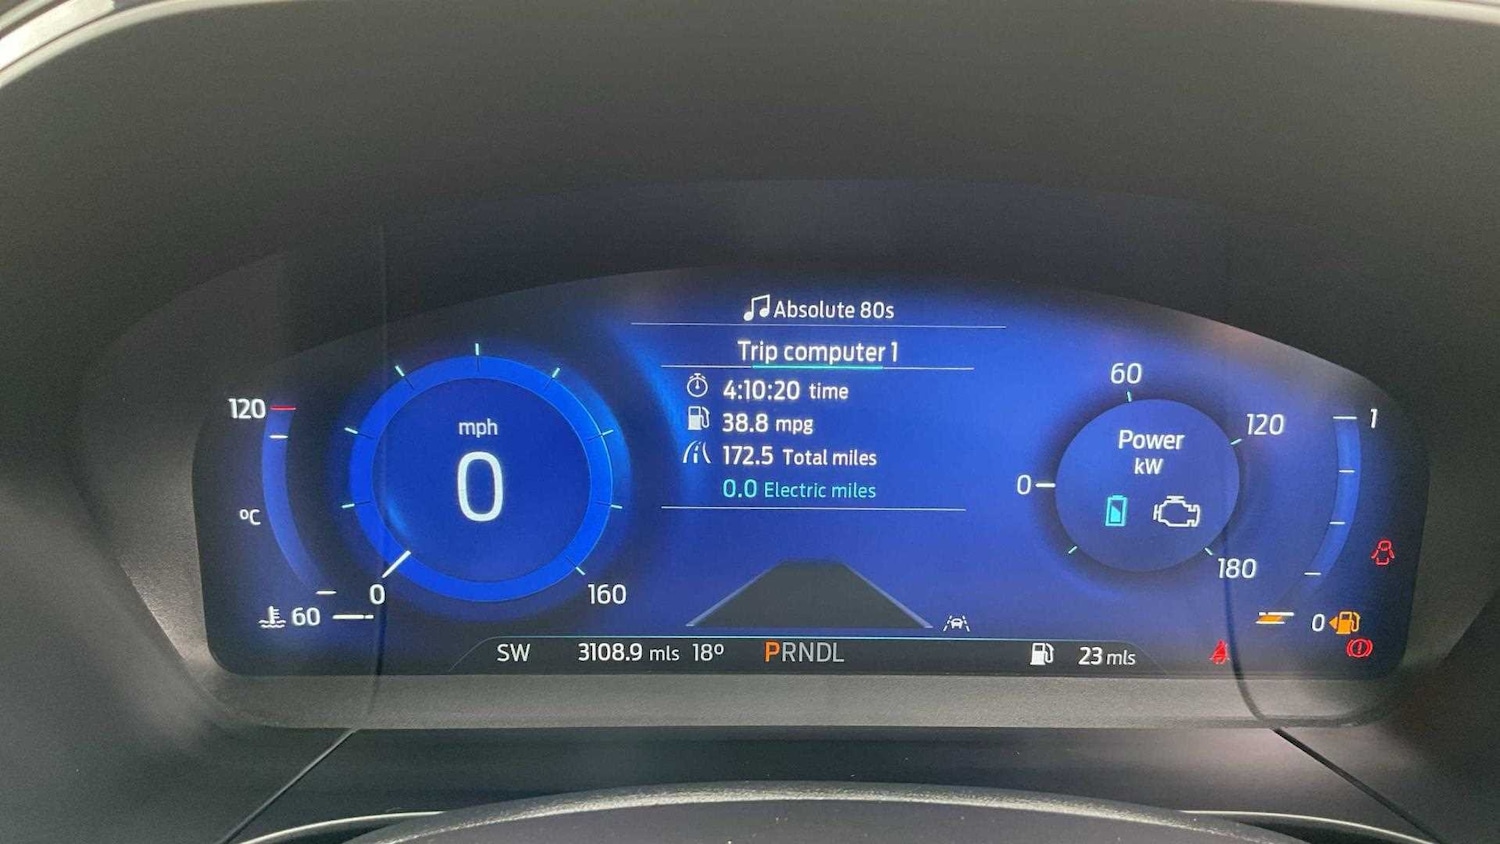 Absolute 80s
Trip computer 1
4:10:20 time
38.8 mpg
172.5 Total miles
0.0 Electric miles
120
ºC
60
mph
0
0
160
Power
kW
0
60
120
180
1
0
SW 3108.9 mls 18º PRNDL 23 mls